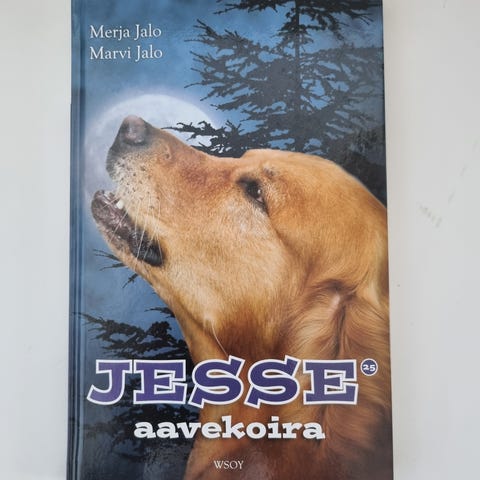 Merja Jalo
Marvi Jalo
JESSE 25
aavekoira
WSOY